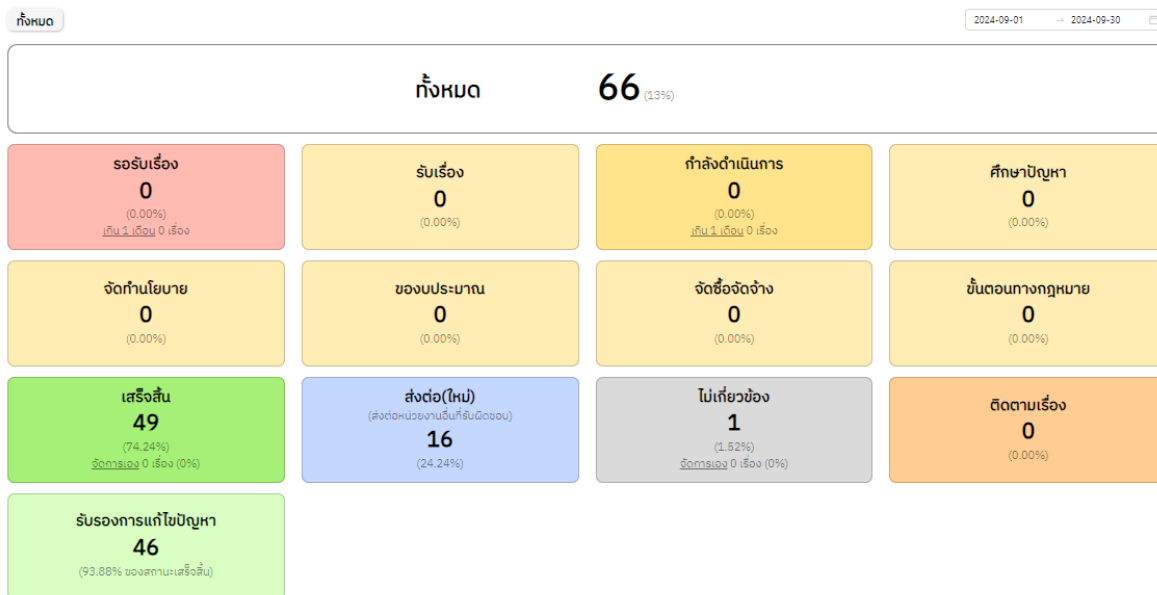 ทั้งหมด
2024-09-01 → 2024-09-30
ทั้งหมด 66 (13%)
รอรับเรื่อง
0
(0.00%)
เกิน 1 เดือน 0 เรื่อง
รับเรื่อง
0
(0.00%)
กำลังดำเนินการ
0
(0.00%)
เกิน 1 เดือน 0 เรื่อง
ศึกษาปัญหา
0
(0.00%)
จัดทำนโยบาย
0
(0.00%)
ของบประมาณ
0
(0.00%)
จัดซื้อจัดจ้าง
0
(0.00%)
ขั้นตอนทางกฎหมาย
0
(0.00%)
เสร็จสิ้น
49
(74.24%)
จัดการเอง 0 เรื่อง (0%)
ส่งต่อ(ใหม่)
(ส่งต่อหน่วยงานอื่นที่รับผิดชอบ)
16
(24.24%)
ไม่เกี่ยวข้อง
1
(1.52%)
จัดการเอง 0 เรื่อง (0%)
ติดตามเรื่อง
0
(0.00%)
รับรองการแก้ไขปัญหา
46
(93.88% ของสถานะเสร็จสิ้น)